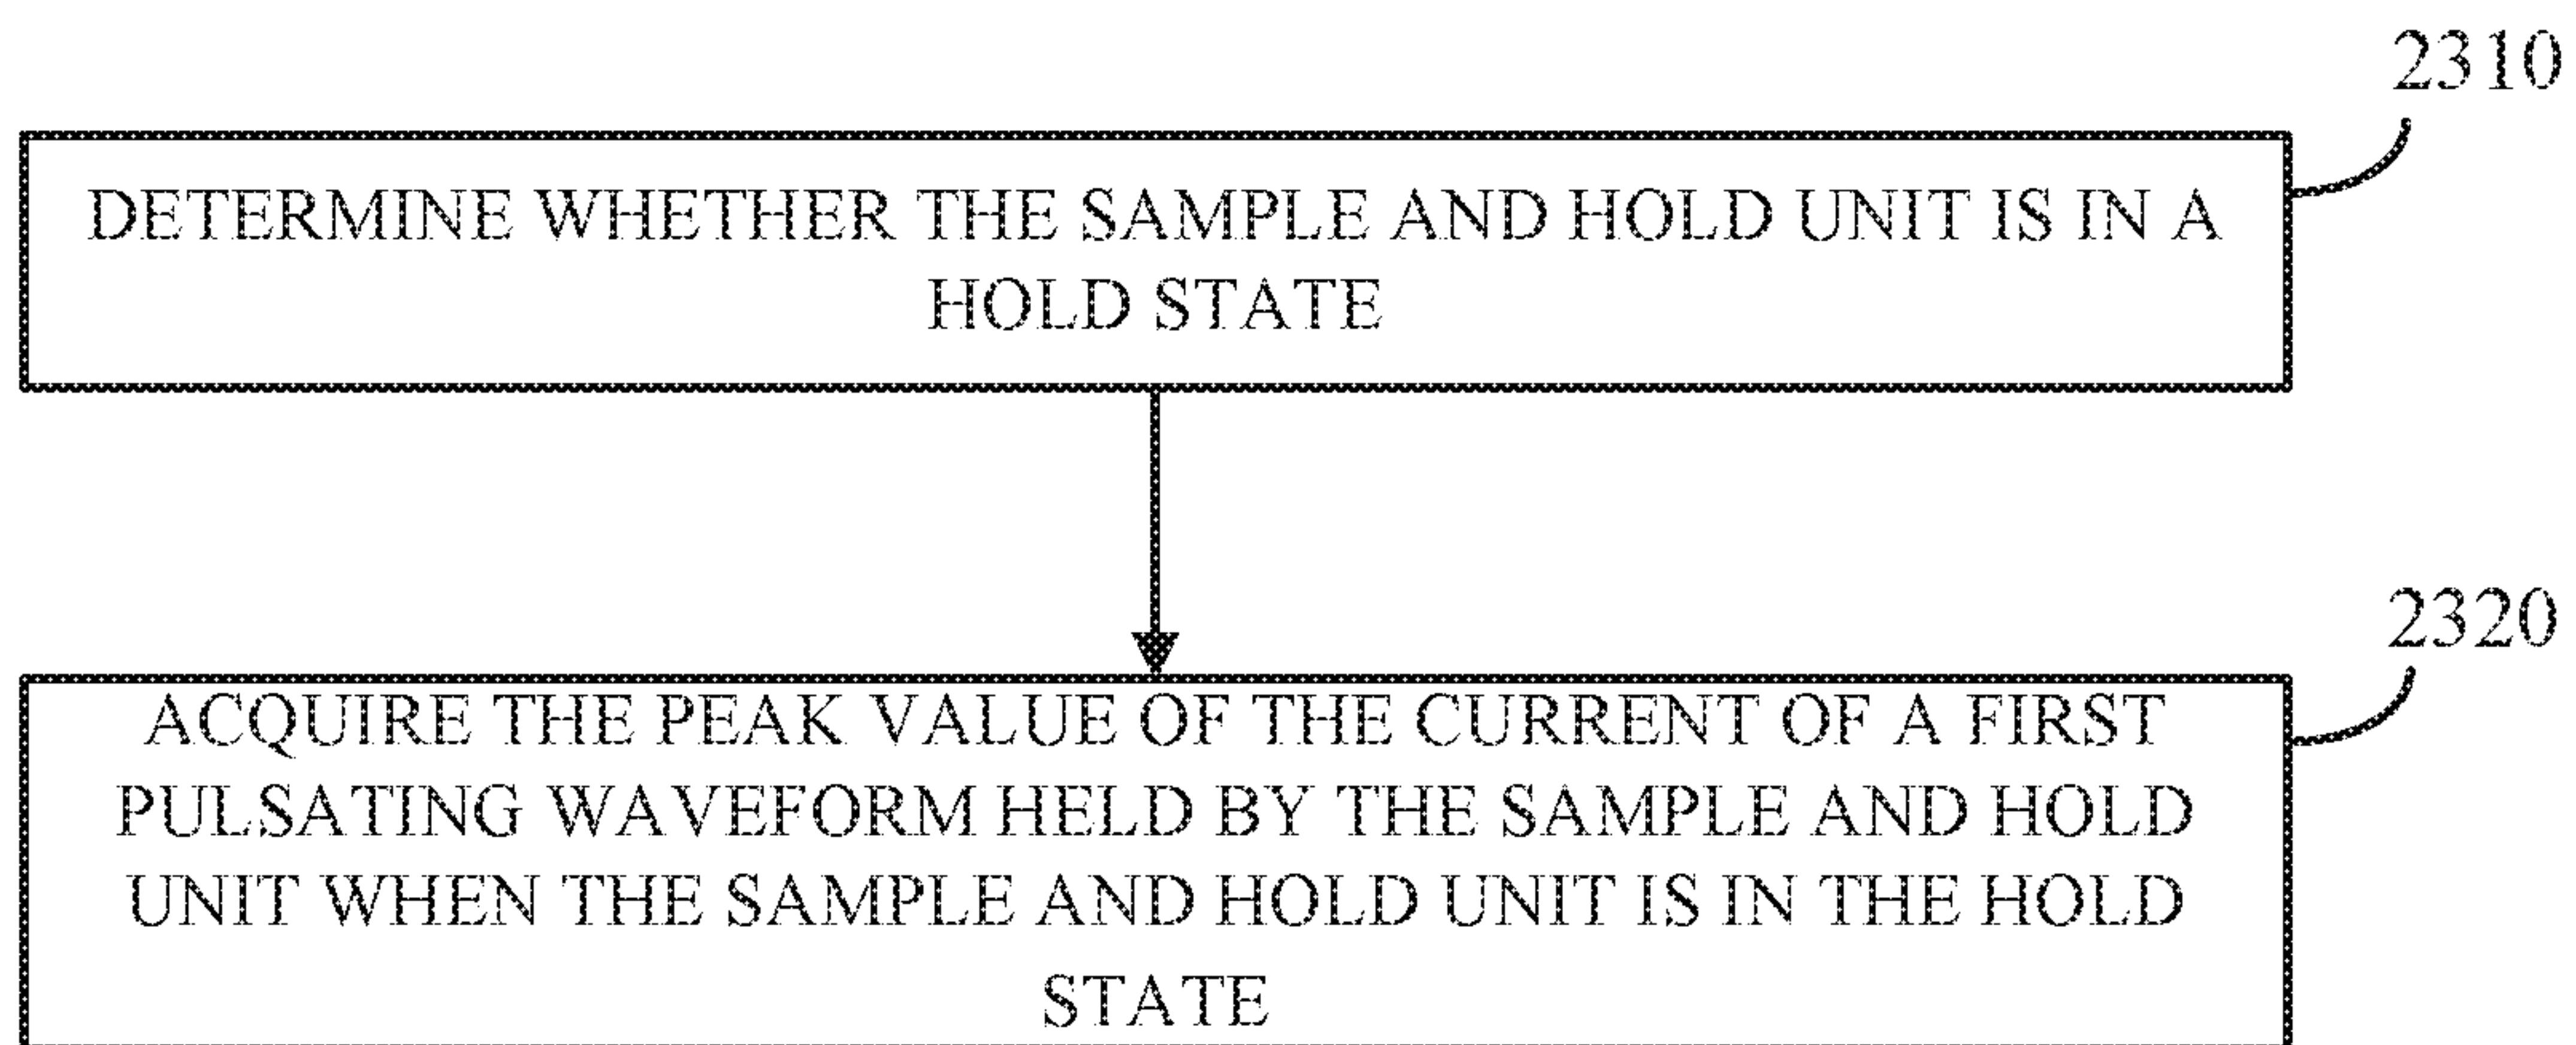 2310
DETERMINE WHETHER THE SAMPLE AND HOLD UNIT IS IN A
HOLD STATE
2320
ACQUIRE THE PEAK VALUE OF THE CURRENT OF A FIRST
PULSATING WAVEFORM HELD BY THE SAMPLE AND HOLD
UNIT WHEN THE SAMPLE AND HOLD UNIT IS IN THE HOLD
STATE